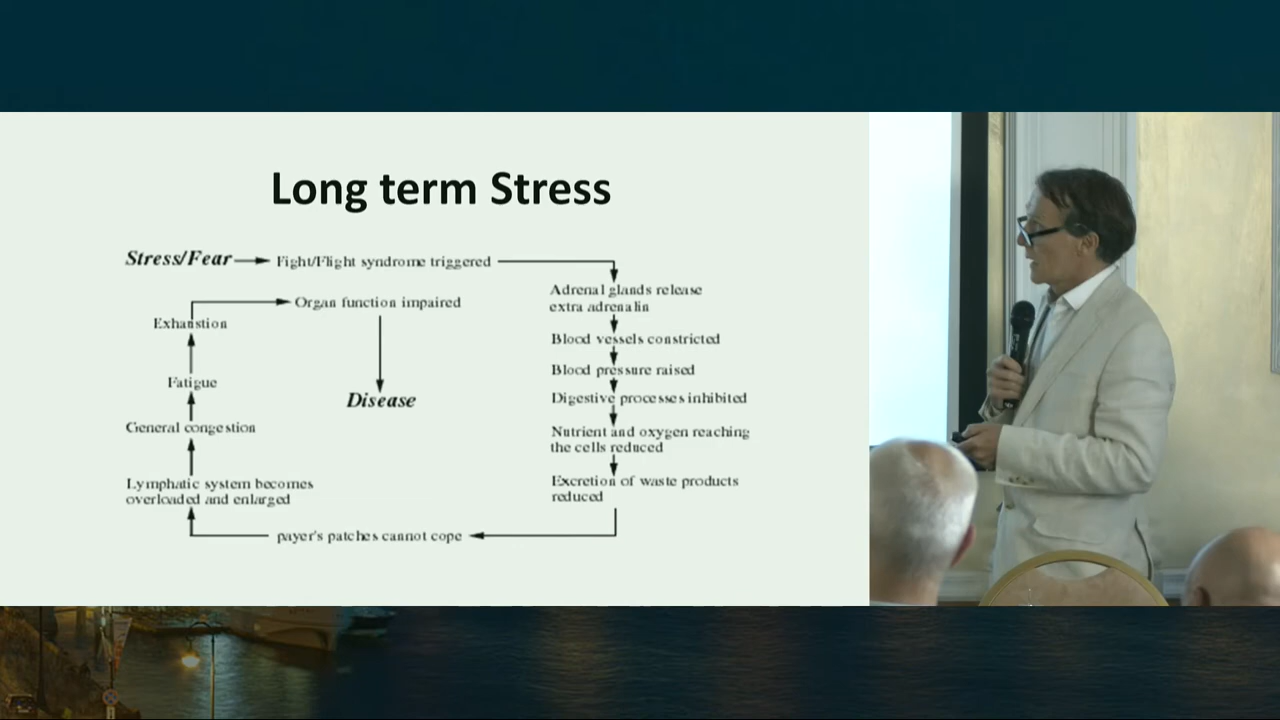 Long term Stress
Stress/Fear
Fight/Flight syndrome triggered
Adrenal glands release
extra adrenalin
Blood vessels constricted
Blood pressure raised
Digestive processes inhibited
Nutrient and oxygen reaching
the cells reduced
Excretion of waste products
reduced
payer's patches cannot cope
Lymphatic system becomes
overloaded and enlarged
General congestion
Fatigue
Exhaustion
Organ function impaired
Disease